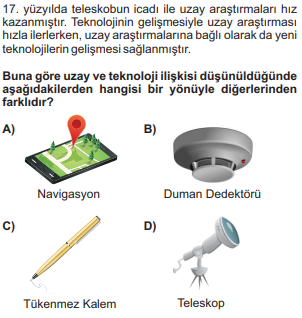 17. yüzyılda teleskobun icadı ile uzay araştırmaları hız
kazanmıştır. Teknolojinin gelişmesiyle uzay araştırması
hızla ilerlerken, uzay araştırmalarına bağlı olarak da yeni
teknolojilerin gelişmesi sağlanmıştır.
Buna göre uzay ve teknoloji ilişkisi düşünüldüğünde
aşağıdakilerden hangisi bir yönüyle diğerlerinden
farklıdır?
A)
B)
Navigasyon
Duman Dedektörü
C)
D)
Tükenmez Kalem
Teleskop